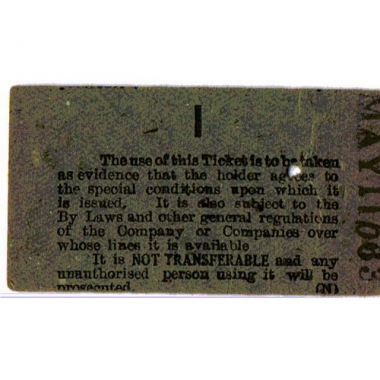 I
The use of this Ticket is to be taken
as evidence that the holder agrees to
the special conditions upon which it
is issued. It is also subject to the
By Laws and other general regulations
of the Company or Companies over
whose lines it is available
It is NOT TRANSFERABLE and any
unauthorised person using it will be
prosecuted. (N)
MAY 11